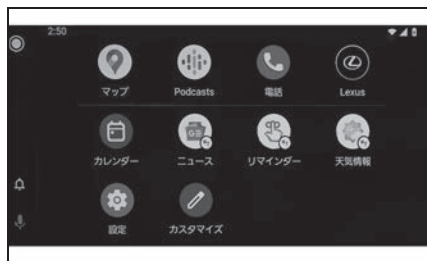 2:50
マップ
Podcasts
電話
Lexus
カレンダー
ニュース
リマインダー
天気情報
設定
カスタマイズ